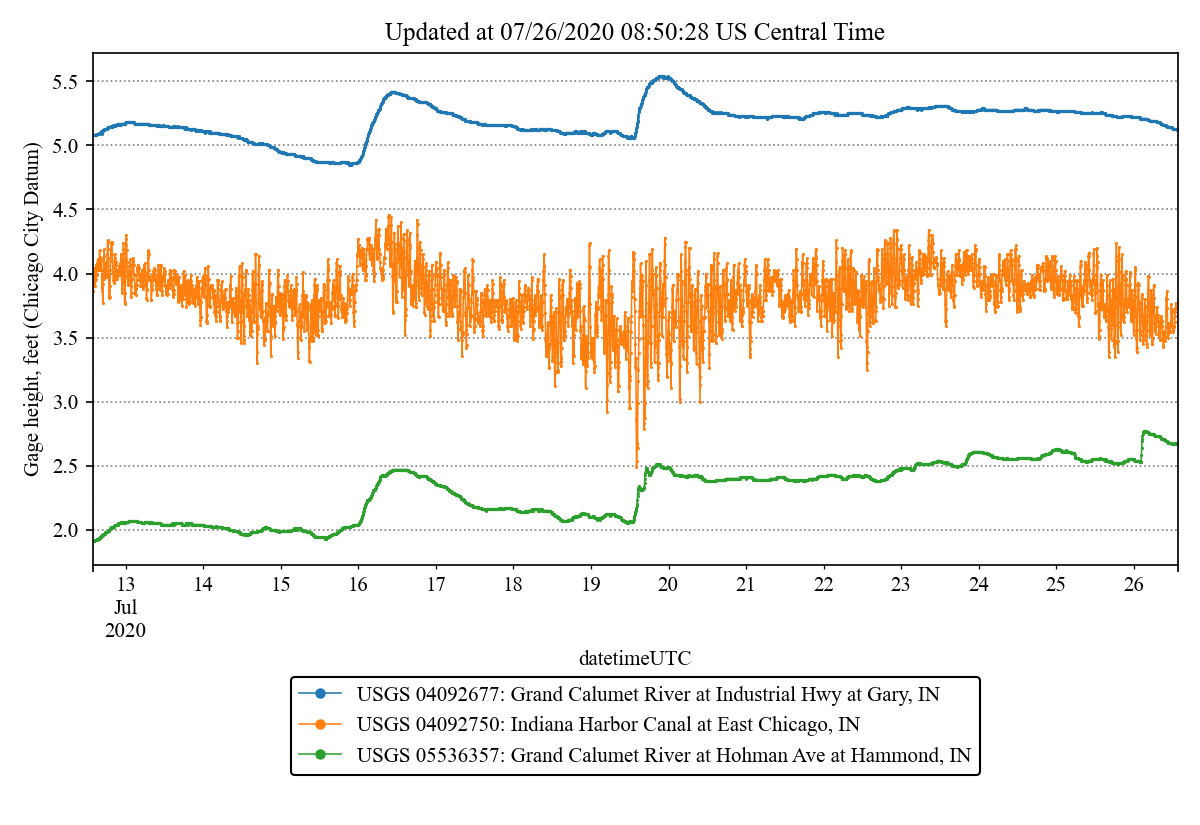 Updated at 07/26/2020 08:50:28 US Central Time
Gage height, feet (Chicago City Datum)
5.5
5.0
4.5
4.0
3.5
3.0
2.5
2.0
13 14 15 16 17 18 19 20 21 22 23 24 25 26
Jul
2020
datetimeUTC
USGS 04092677: Grand Calumet River at Industrial Hwy at Gary, IN
USGS 04092750: Indiana Harbor Canal at East Chicago, IN
USGS 05536357: Grand Calumet River at Hohman Ave at Hammond, IN